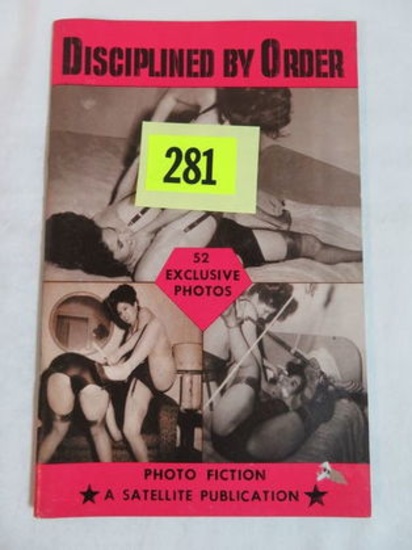 DISCIPLINED BY ORDER
281
52
EXCLUSIVE
PHOTOS
PHOTO FICTION
A SATELLITE PUBLICATION